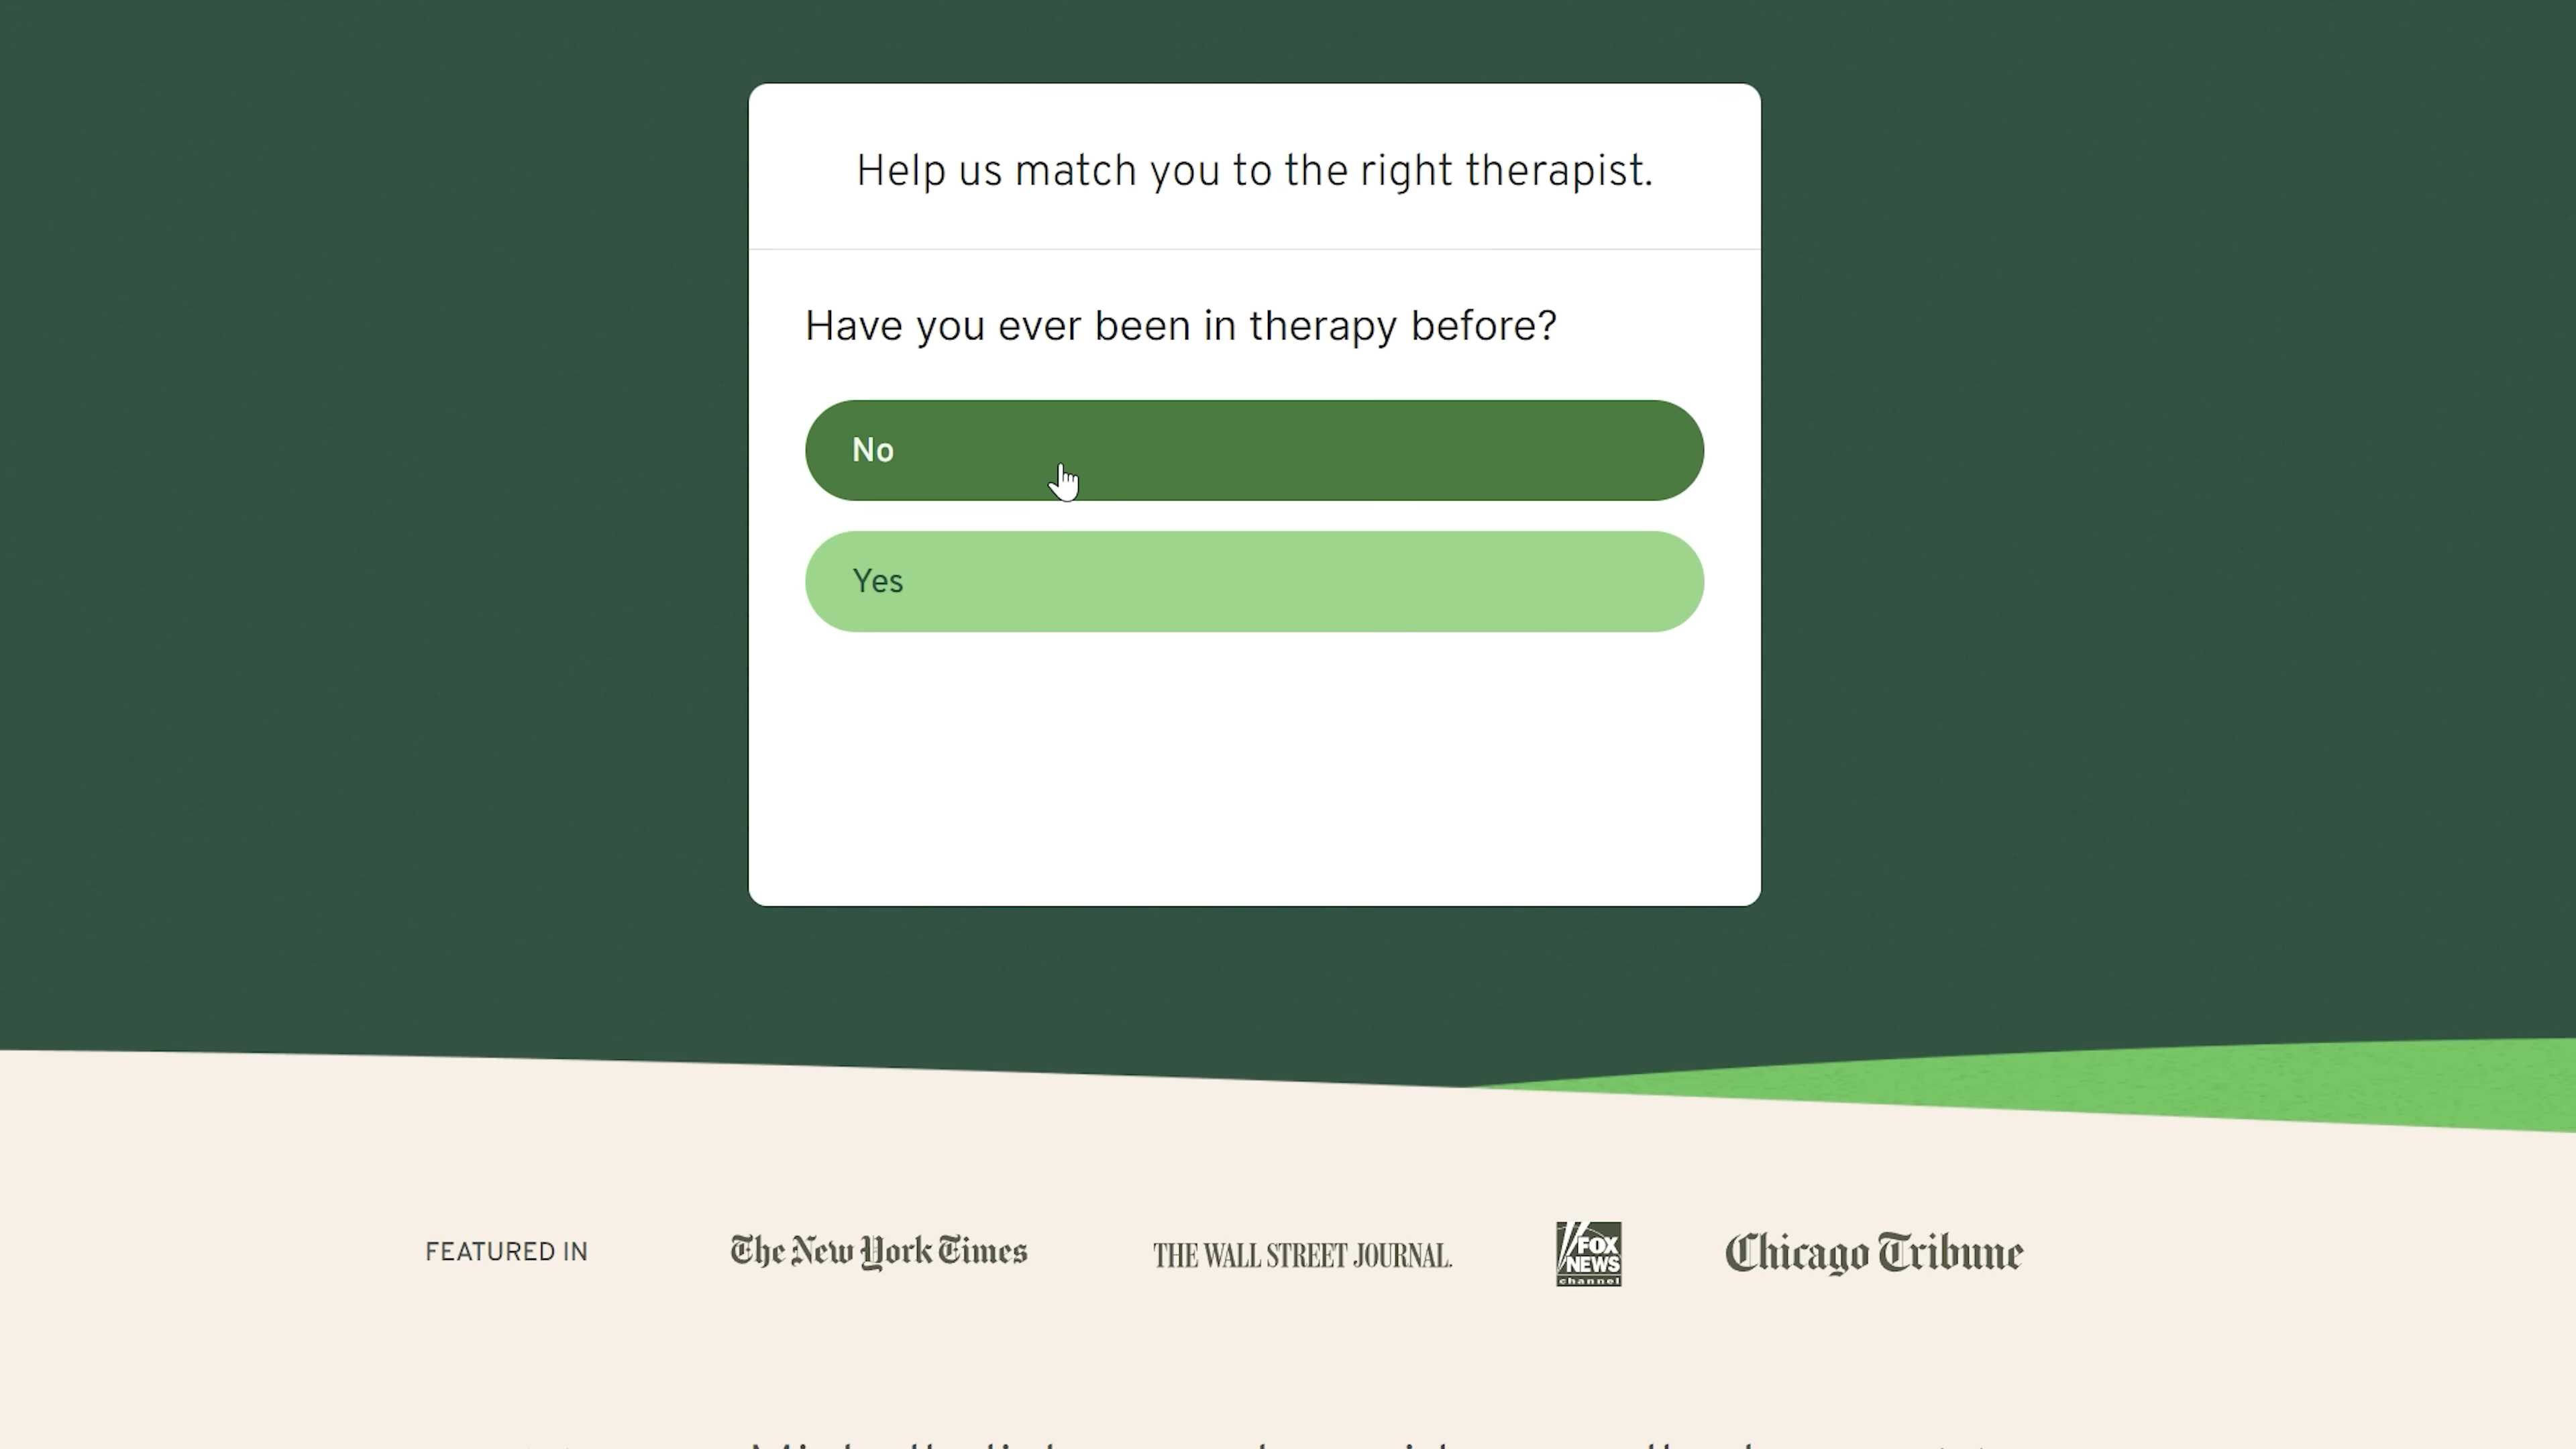 Help us match you to the right therapist.
Have you ever been in therapy before?
No
Yes
FEATURED IN
The New York Times
THE WALL STREET JOURNAL.
FOX
NEWS
channel
Chicago Tribune